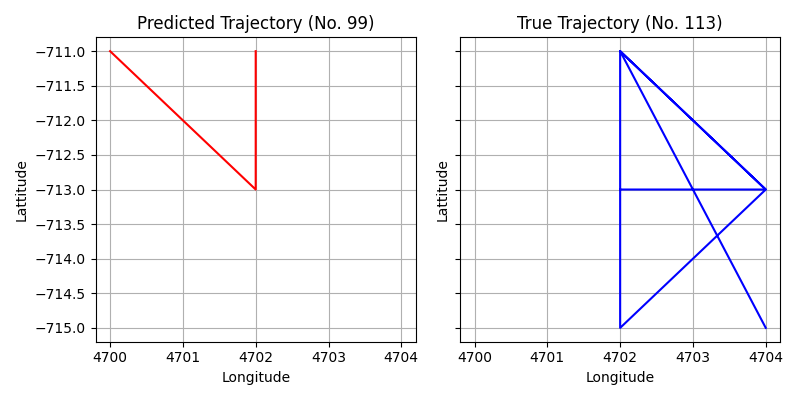 Predicted Trajectory (No. 99)
True Trajectory (No. 113)
−711.0
−711.5
−712.0
−712.5
−713.0
−713.5
−714.0
−714.5
−715.0
Lattitude
Lattitude
4700 4701 4702 4703 4704
4700 4701 4702 4703 4704
Longitude
Longitude